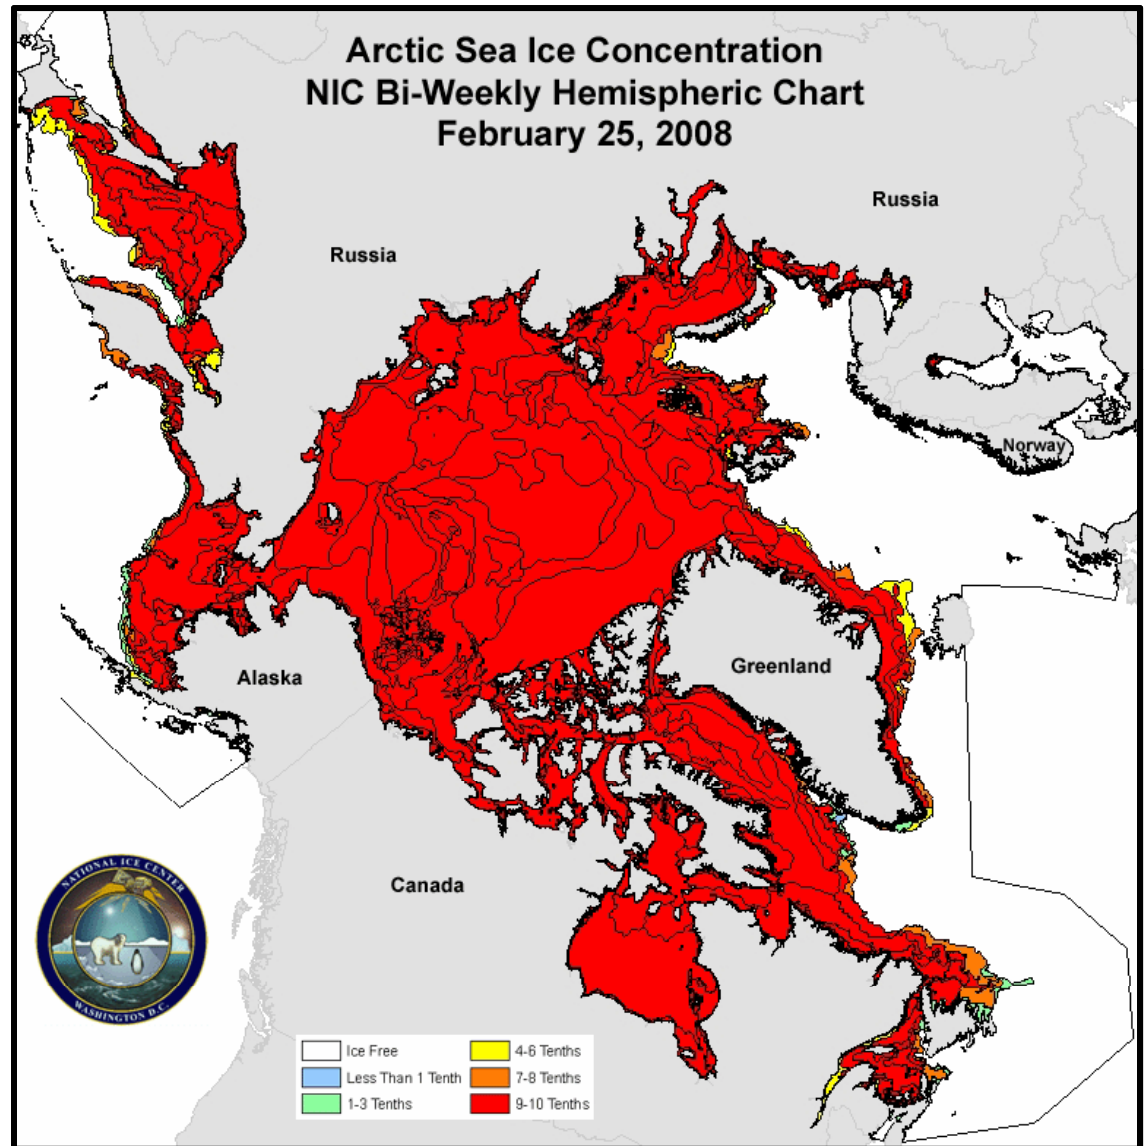 Arctic Sea Ice Concentration
NIC Bi-Weekly Hemispheric Chart
February 25, 2008
Russia
Russia
Norway
Greenland
Alaska
Canada
NATIONAL ICE CENTER
WASHINGTON D.C.
Ice Free
Less Than 1 Tenth
1-3 Tenths
4-6 Tenths
7-8 Tenths
9-10 Tenths